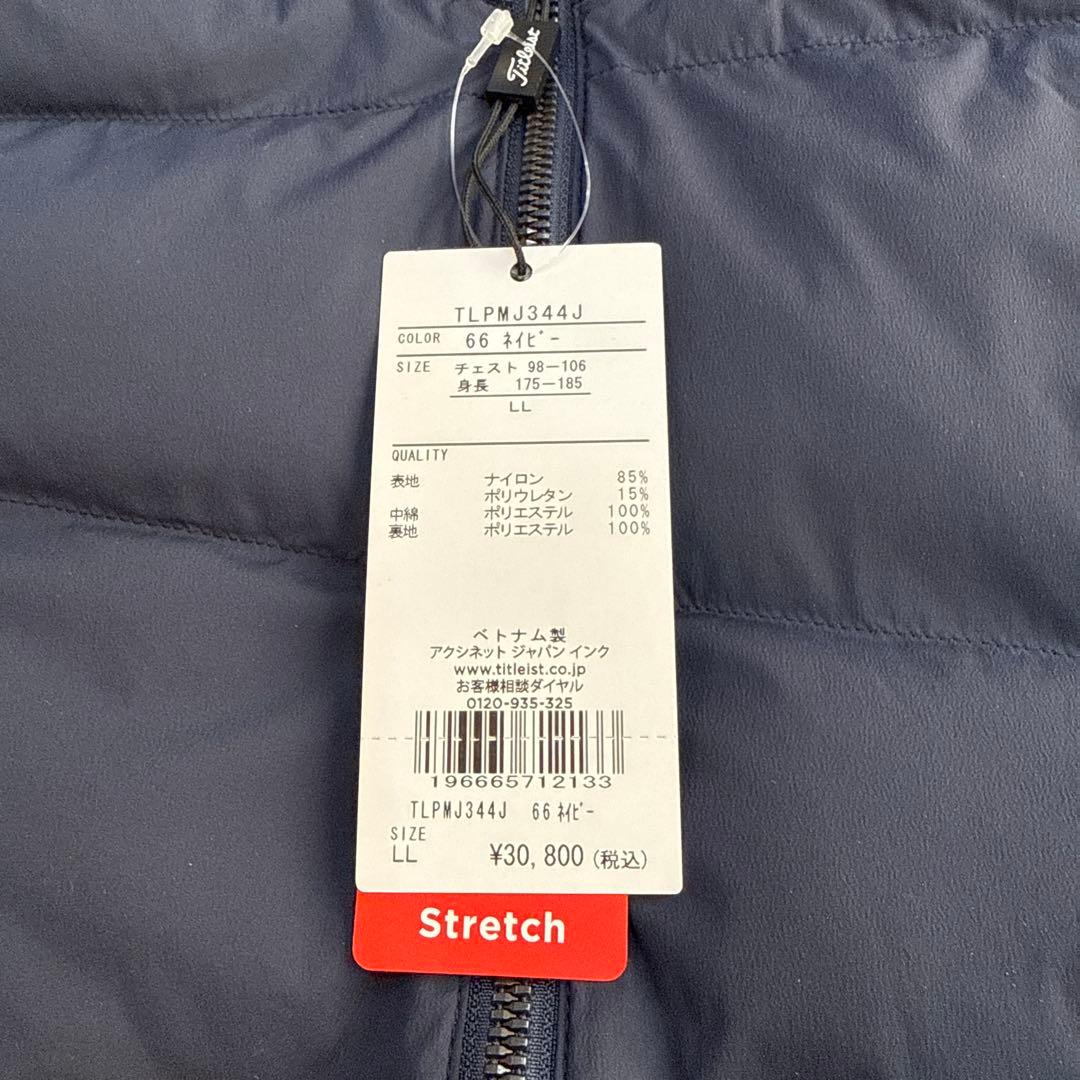 Titleist
TLPMJ344J
COLOR 66 ﾈｲﾋﾞｰ
SIZE チェスト 98－106
身長 175－185
LL
QUALITY
表地 ナイロン 85%
ポリウレタン 15%
中綿 ポリエステル 100%
裏地 ポリエステル 100%
ベトナム製
アクシネット ジャパン インク
www.titleist.co.jp
お客様相談ダイヤル
0120-935-325
196665712133
TLPMJ344J 66 ﾈｲﾋﾞｰ
SIZE
LL ¥30,800 (税込)
Stretch